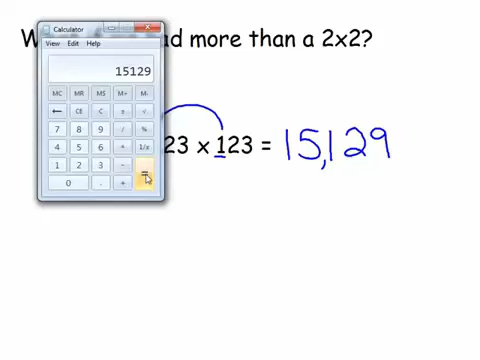 more than a 2x2?
Calculator
View Edit Help
15129
MC MR MS M+ M-
← CE C ± √
7 8 9 / %
4 5 6 * 1/x
1 2 3 - =
0 . +
23 x 123 = 15,129